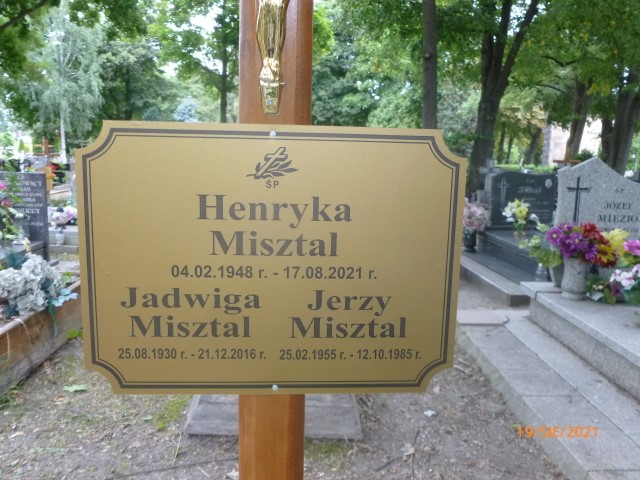 ŚP
Henryka
Misztal
04.02.1948 r. - 17.08.2021 r.
Jadwiga
Misztal
25.08.1930 r. - 21.12.2016 r.
Jerzy
Misztal
25.02.1955 r. - 12.10.1985 r.
JÓZEF